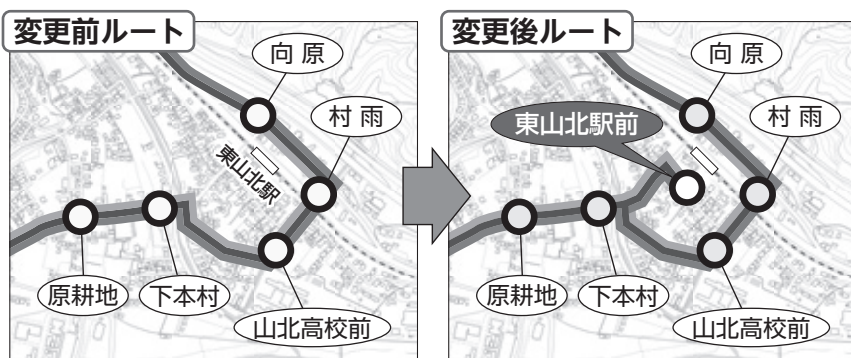 変更前ルート
向原
村雨
東山北駅
原耕地
下本村
山北高校前
変更後ルート
向原
村雨
東山北駅前
原耕地
下本村
山北高校前